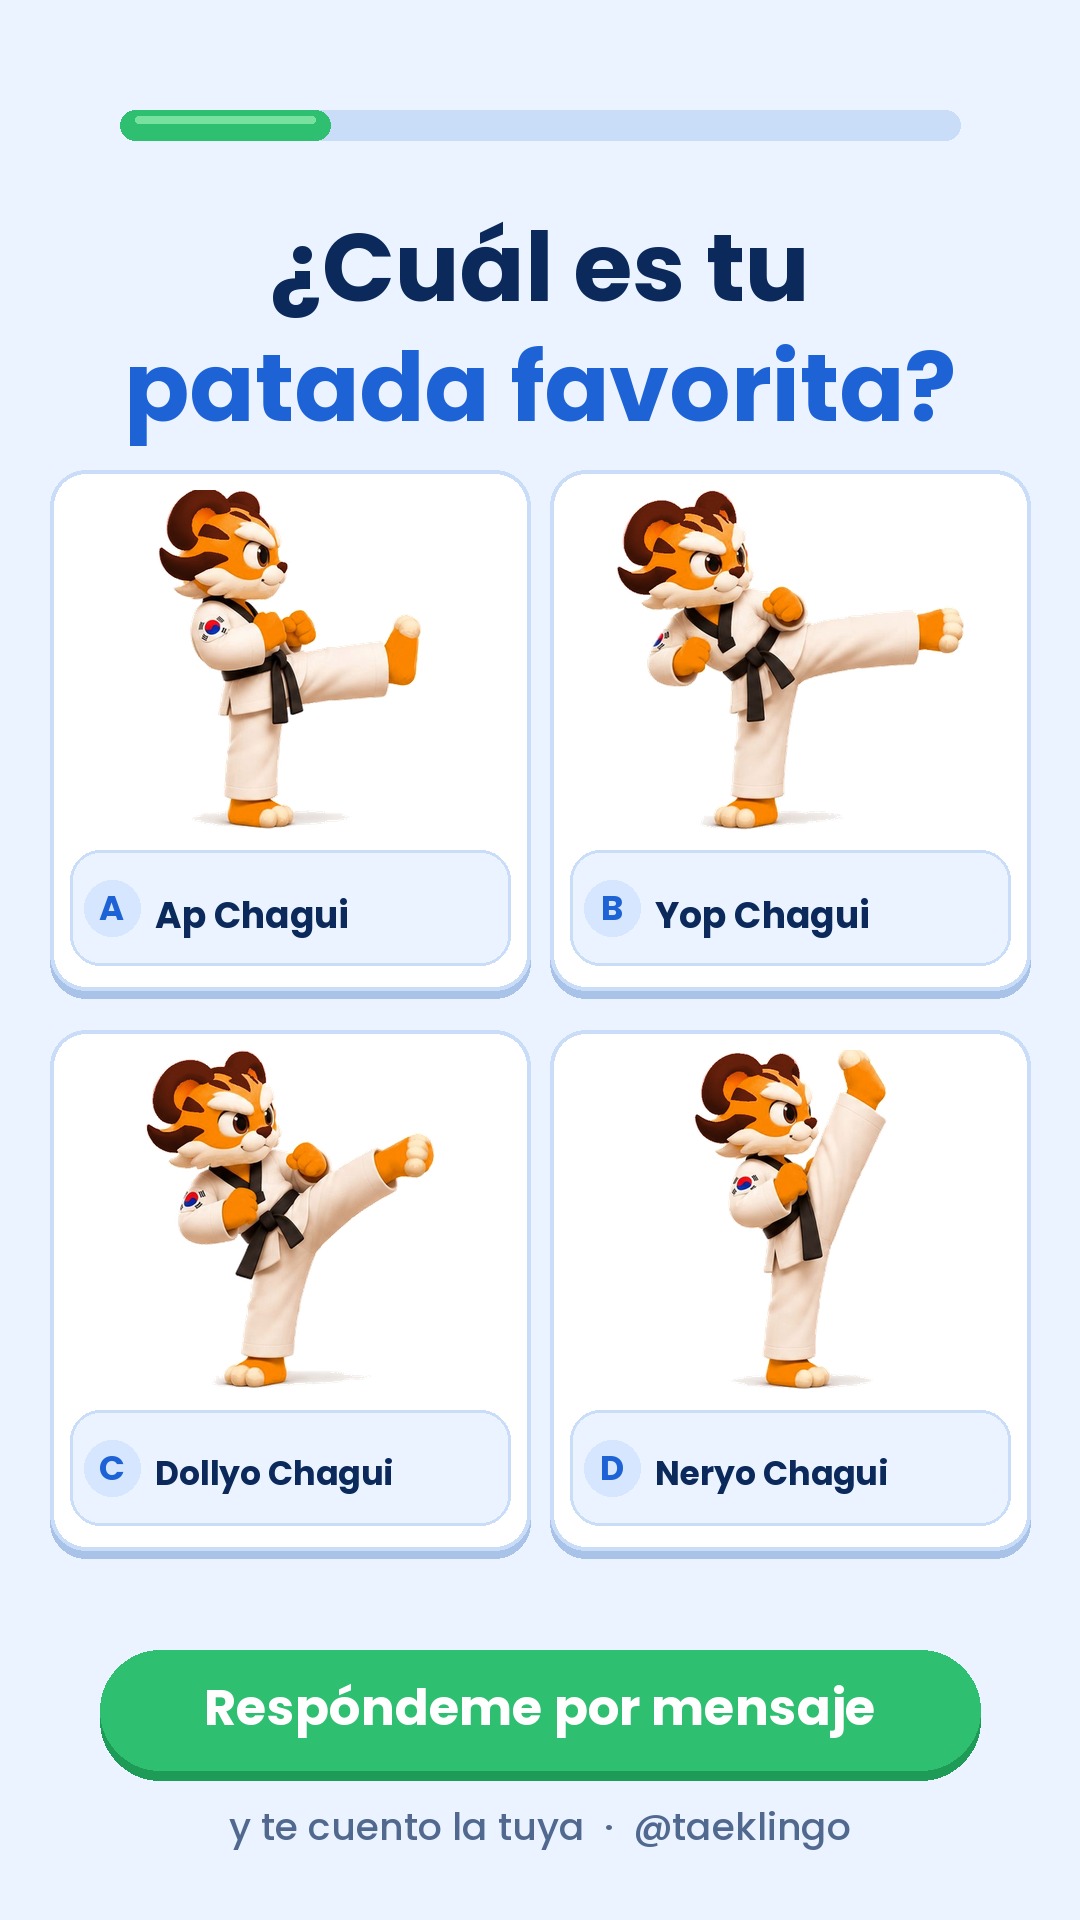 ¿Cuál es tu
patada favorita?
A Ap Chagui
B Yop Chagui
C Dollyo Chagui
D Neryo Chagui
Respóndeme por mensaje
y te cuento la tuya · @taeklingo